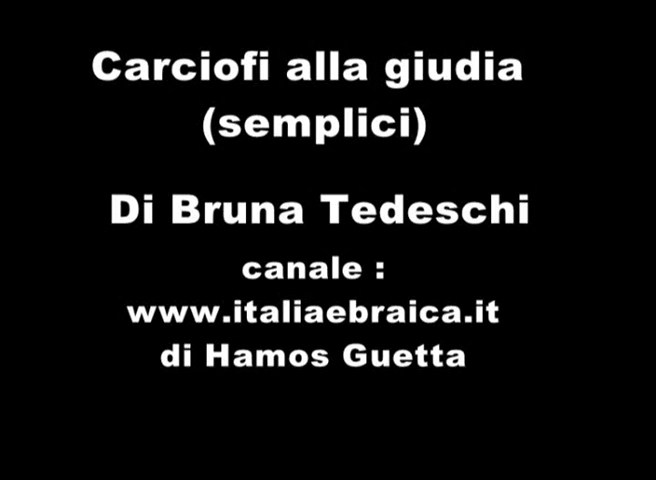 Carciofi alla giudia
(semplici)
Di Bruna Tedeschi
canale :
www.italiaebraica.it
di Hamos Guetta